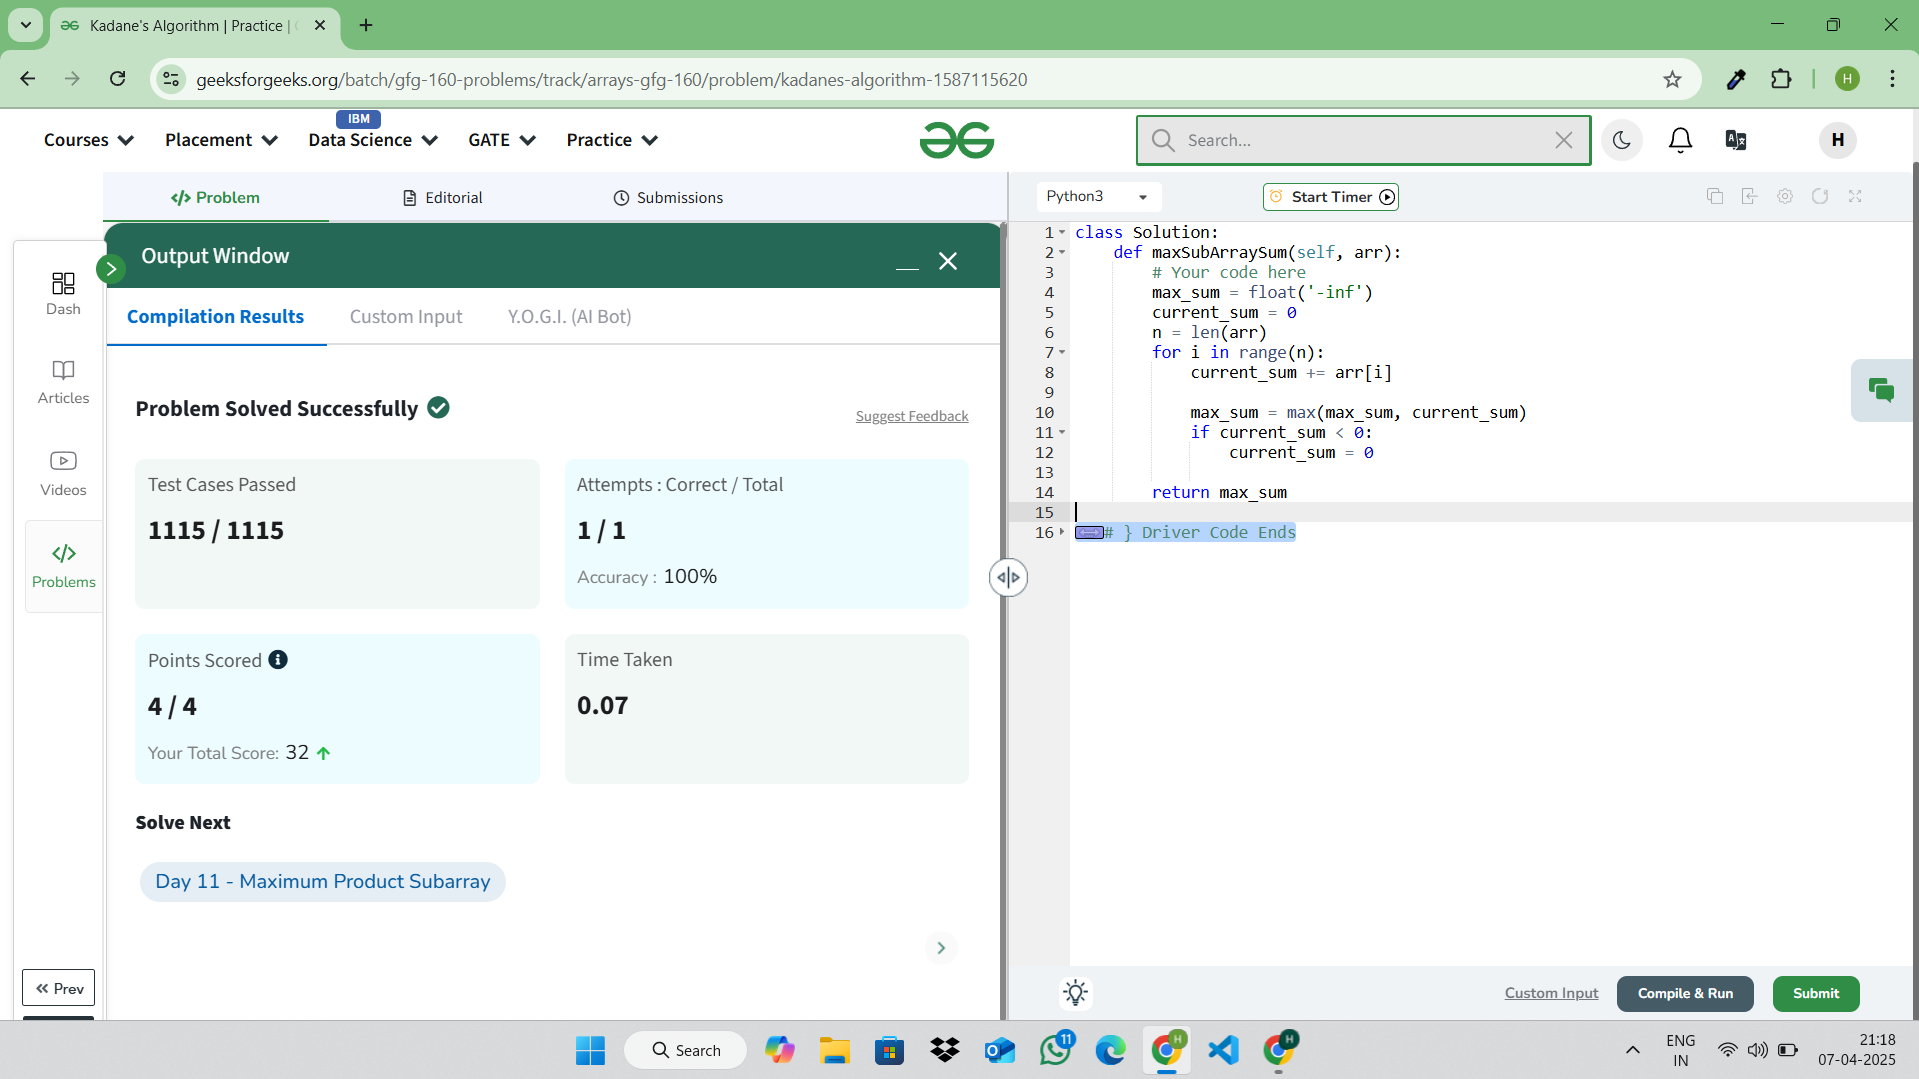 Kadane's Algorithm | Practice |
geeksforgeeks.org/batch/gfg-160-problems/track/arrays-gfg-160/problem/kadanes-algorithm-1587115620
H
IBM
Courses Placement Data Science GATE Practice
Search...
H
Problem
Editorial
Submissions
Python3
Start Timer
Dash
Articles
Videos
Problems
Prev
Output Window
Compilation Results
Custom Input
Y.O.G.I. (AI Bot)
Problem Solved Successfully
Suggest Feedback
Test Cases Passed
1115 / 1115
Attempts : Correct / Total
1 / 1
Accuracy : 100%
Points Scored
4 / 4
Your Total Score: 32
Time Taken
0.07
Solve Next
Day 11 - Maximum Product Subarray
1 class Solution:
2 def maxSubArraySum(self, arr):
3 # Your code here
4 max_sum = float('-inf')
5 current_sum = 0
6 n = len(arr)
7 for i in range(n):
8 current_sum += arr[i]
9
10 max_sum = max(max_sum, current_sum)
11 if current_sum < 0:
12 current_sum = 0
13
14 return max_sum
15
16 # } Driver Code Ends
Custom Input
Compile & Run
Submit
Search
11
H
H
ENG
IN
21:18
07-04-2025